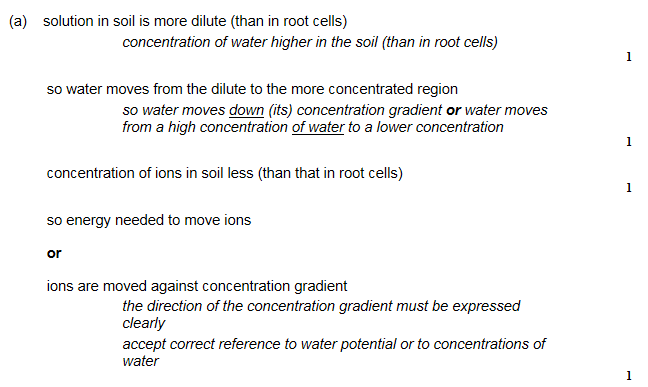 (a) solution in soil is more dilute (than in root cells)
concentration of water higher in the soil (than in root cells)
1
so water moves from the dilute to the more concentrated region
so water moves down (its) concentration gradient or water moves
from a high concentration of water to a lower concentration
1
concentration of ions in soil less (than that in root cells)
1
so energy needed to move ions
or
ions are moved against concentration gradient
the direction of the concentration gradient must be expressed
clearly
accept correct reference to water potential or to concentrations of
water
1